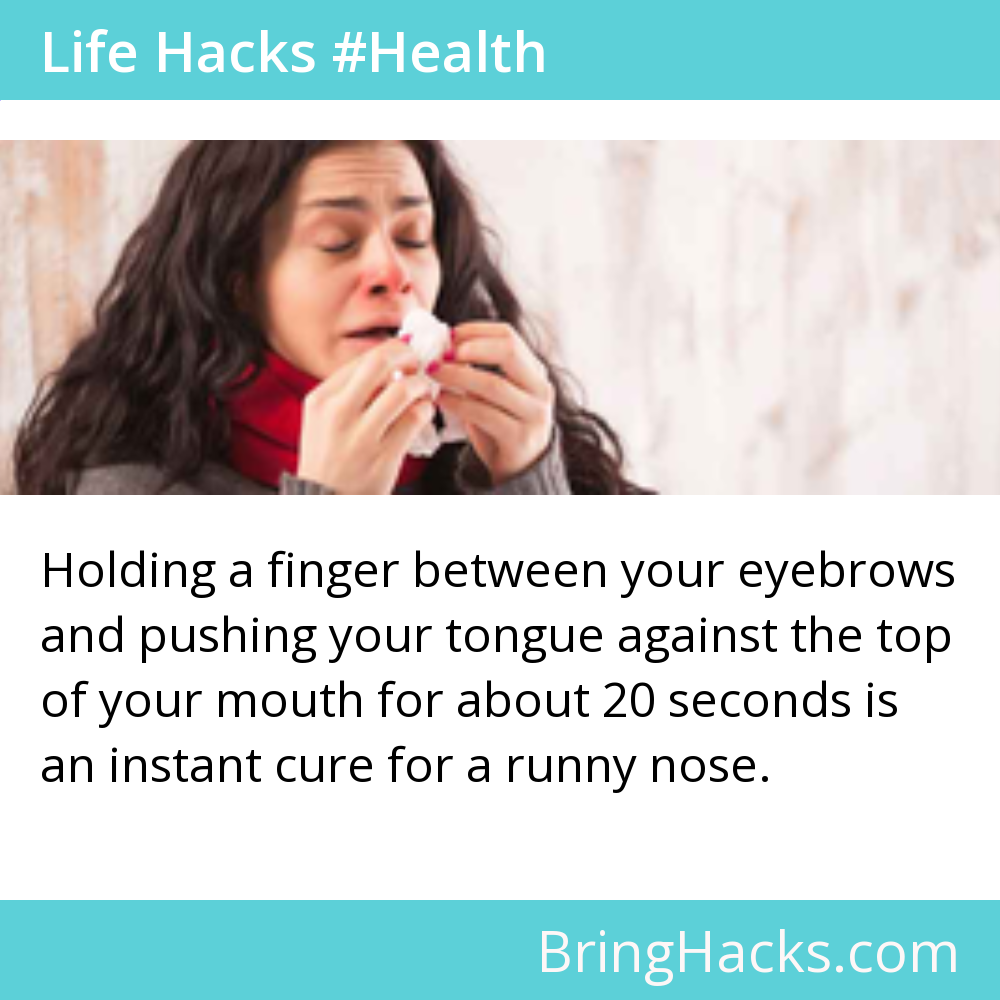 Life Hacks #Health
Holding a finger between your eyebrows
and pushing your tongue against the top
of your mouth for about 20 seconds is
an instant cure for a runny nose.
BringHacks.com